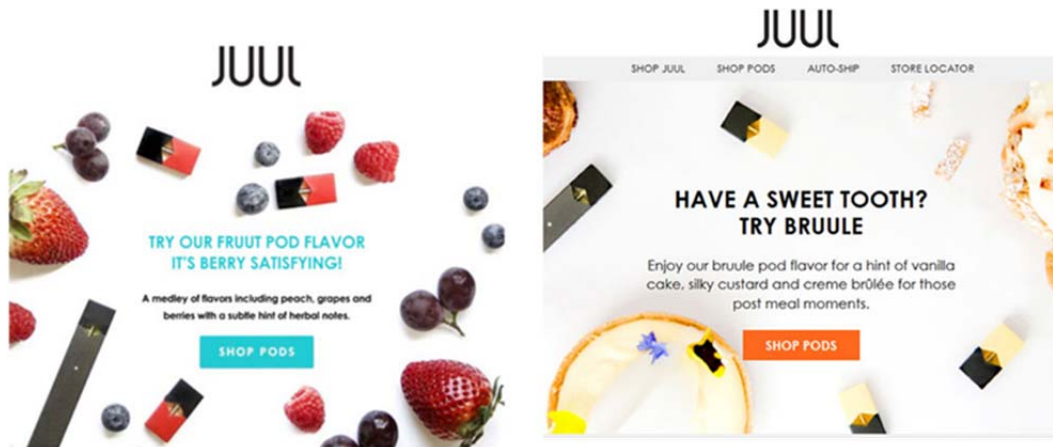 JUUL
TRY OUR FRUUT POD FLAVOR
IT'S BERRY SATISFYING!
A medley of flavors including peach, grapes and
berries with a subtle hint of herbal notes.
SHOP PODS
JUUL
SHOP JUUL SHOP PODS AUTO-SHIP STORE LOCATOR
HAVE A SWEET TOOTH?
TRY BRUULE
Enjoy our bruule pod flavor for a hint of vanilla
cake, silky custard and creme brûlée for those
post meal moments.
SHOP PODS